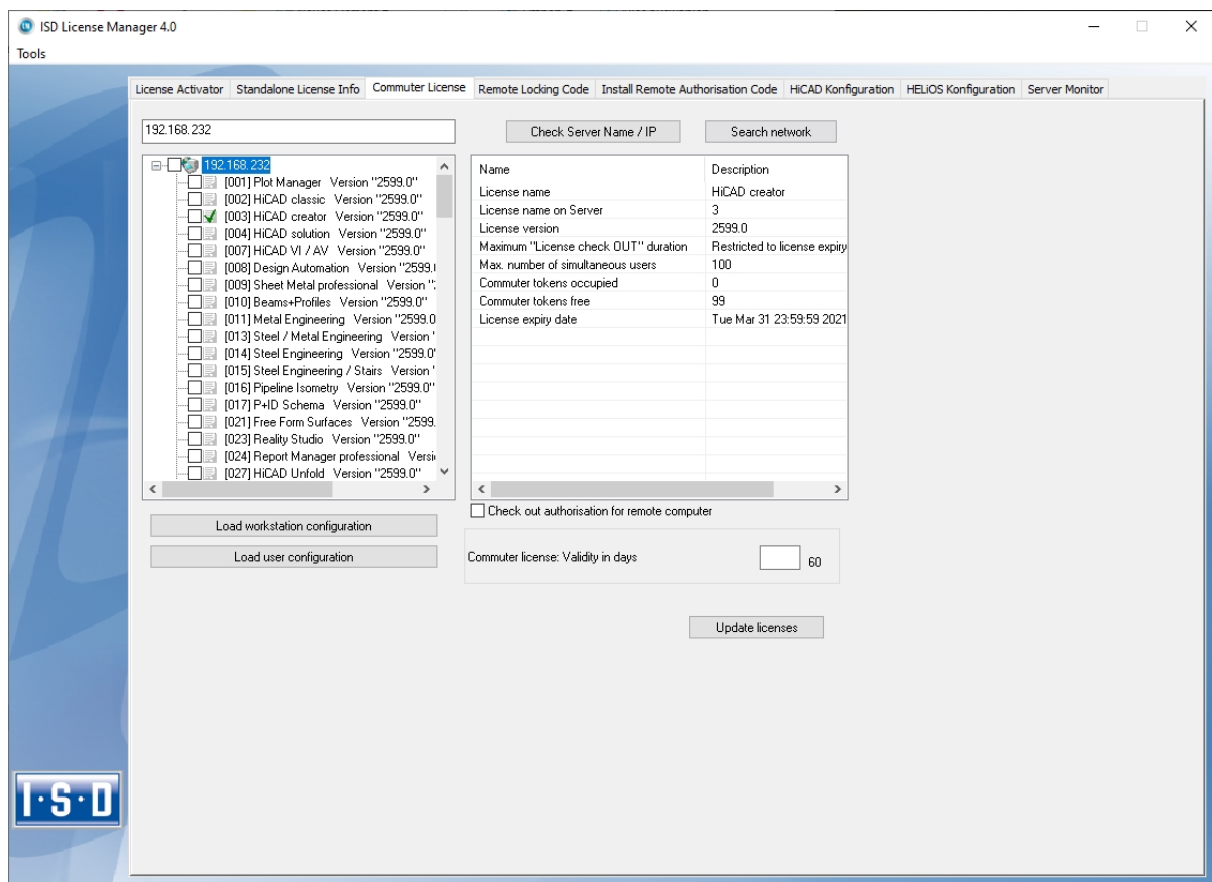 ISD License Manager 4.0
Tools
License Activator Standalone License Info Commuter License Remote Locking Code Install Remote Authorisation Code HiCAD Konfiguration HELiOS Konfiguration Server Monitor
192.168.232
Check Server Name / IP
Search network
192.168.232
[001] Plot Manager Version "2599.0"
[002] HiCAD classic Version "2599.0"
[003] HiCAD creator Version "2599.0"
[004] HiCAD solution Version "2599.0"
[007] HiCAD VI / AV Version "2599.0"
[008] Design Automation Version "2599.
[009] Sheet Metal professional Version "
[010] Beams+Profiles Version "2599.0"
[011] Metal Engineering Version "2599.0
[013] Steel / Metal Engineering Version "
[014] Steel Engineering Version "2599.0"
[015] Steel Engineering / Stairs Version "
[016] Pipeline Isometry Version "2599.0"
[017] P+ID Schema Version "2599.0"
[021] Free Form Surfaces Version "2599.
[023] Reality Studio Version "2599.0"
[024] Report Manager professional Versi
[027] HiCAD Unfold Version "2599.0"
Name Description
License name HiCAD creator
License name on Server 3
License version 2599.0
Maximum "License check OUT" duration Restricted to license expiry
Max. number of simultaneous users 100
Commuter tokens occupied 0
Commuter tokens free 99
License expiry date Tue Mar 31 23:59:59 2021
Check out authorisation for remote computer
Load workstation configuration
Load user configuration
Commuter license: Validity in days 60
Update licenses
I·S·D